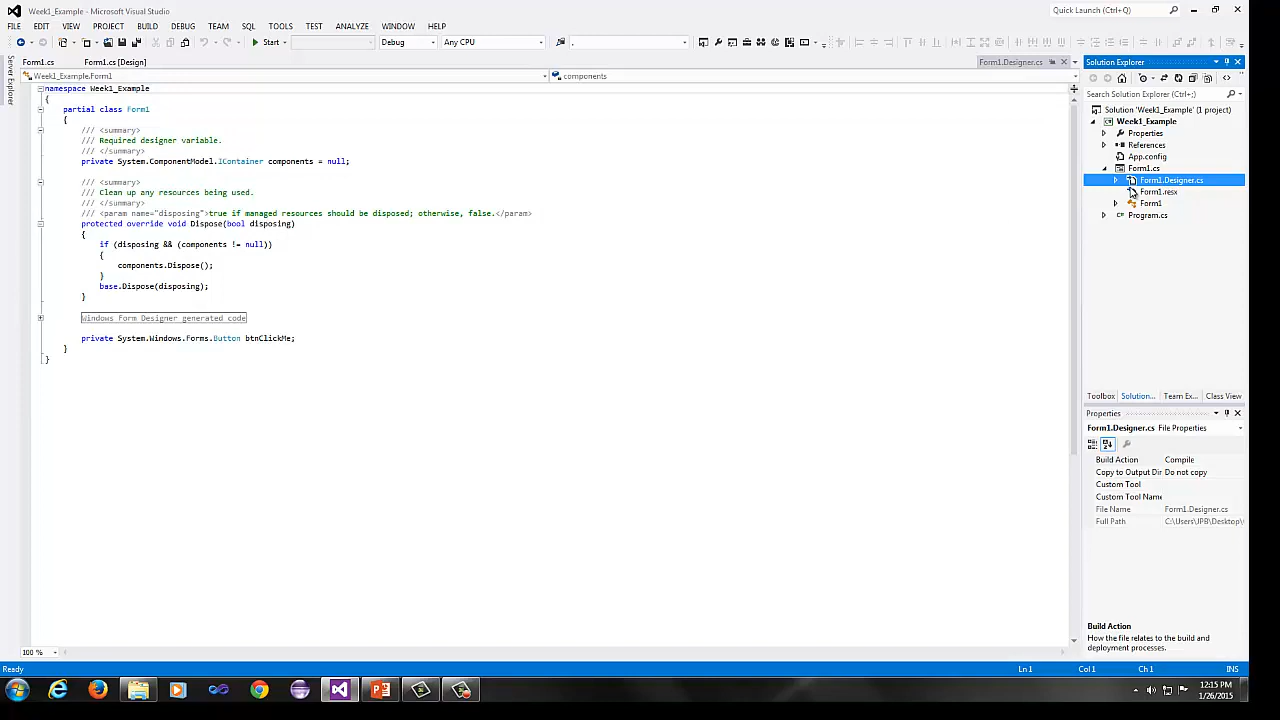 Week1_Example - Microsoft Visual Studio
Quick Launch (Ctrl+Q)
FILE EDIT VIEW PROJECT BUILD DEBUG TEAM SQL TOOLS TEST ANALYZE WINDOW HELP
Start Debug Any CPU
Server Explorer
Form1.cs Form1.cs [Design] Form1.Designer.cs
Week1_Example.Form1 components
namespace Week1_Example
{
partial class Form1
{
/// <summary>
/// Required designer variable.
/// </summary>
private System.ComponentModel.IContainer components = null;
/// <summary>
/// Clean up any resources being used.
/// </summary>
/// <param name="disposing">true if managed resources should be disposed; otherwise, false.</param>
protected override void Dispose(bool disposing)
{
if (disposing && (components != null))
{
components.Dispose();
}
base.Dispose(disposing);
}
Windows Form Designer generated code
private System.Windows.Forms.Button btnClickMe;
}
}
100 %
Solution Explorer
Search Solution Explorer (Ctrl+;)
Solution 'Week1_Example' (1 project)
Week1_Example
Properties
References
App.config
Form1.cs
Form1.Designer.cs
Form1.resx
Form1
Program.cs
Toolbox Solution... Team Ex... Class View
Properties
Form1.Designer.cs File Properties
Build Action Compile
Copy to Output Dir Do not copy
Custom Tool
Custom Tool Name
File Name Form1.Designer.cs
Full Path C:\Users\JPB\Desktop\
Build Action
How the file relates to the build and
deployment processes.
Ready Ln 1 Col 1 Ch 1 INS
12:15 PM
1/26/2015